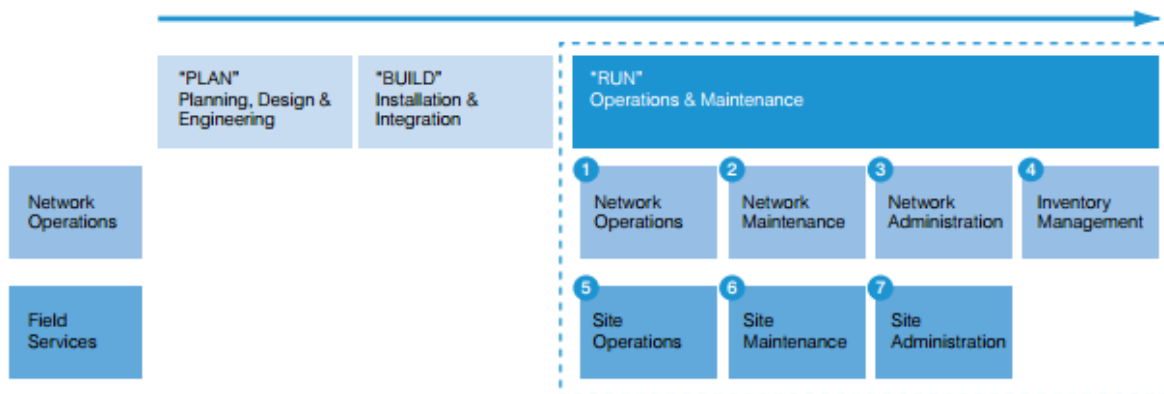 "PLAN"
Planning, Design &
Engineering
"BUILD"
Installation &
Integration
"RUN"
Operations & Maintenance
Network
Operations
1
Network
Operations
2
Network
Maintenance
3
Network
Administration
4
Inventory
Management
Field
Services
5
Site
Operations
6
Site
Maintenance
7
Site
Administration